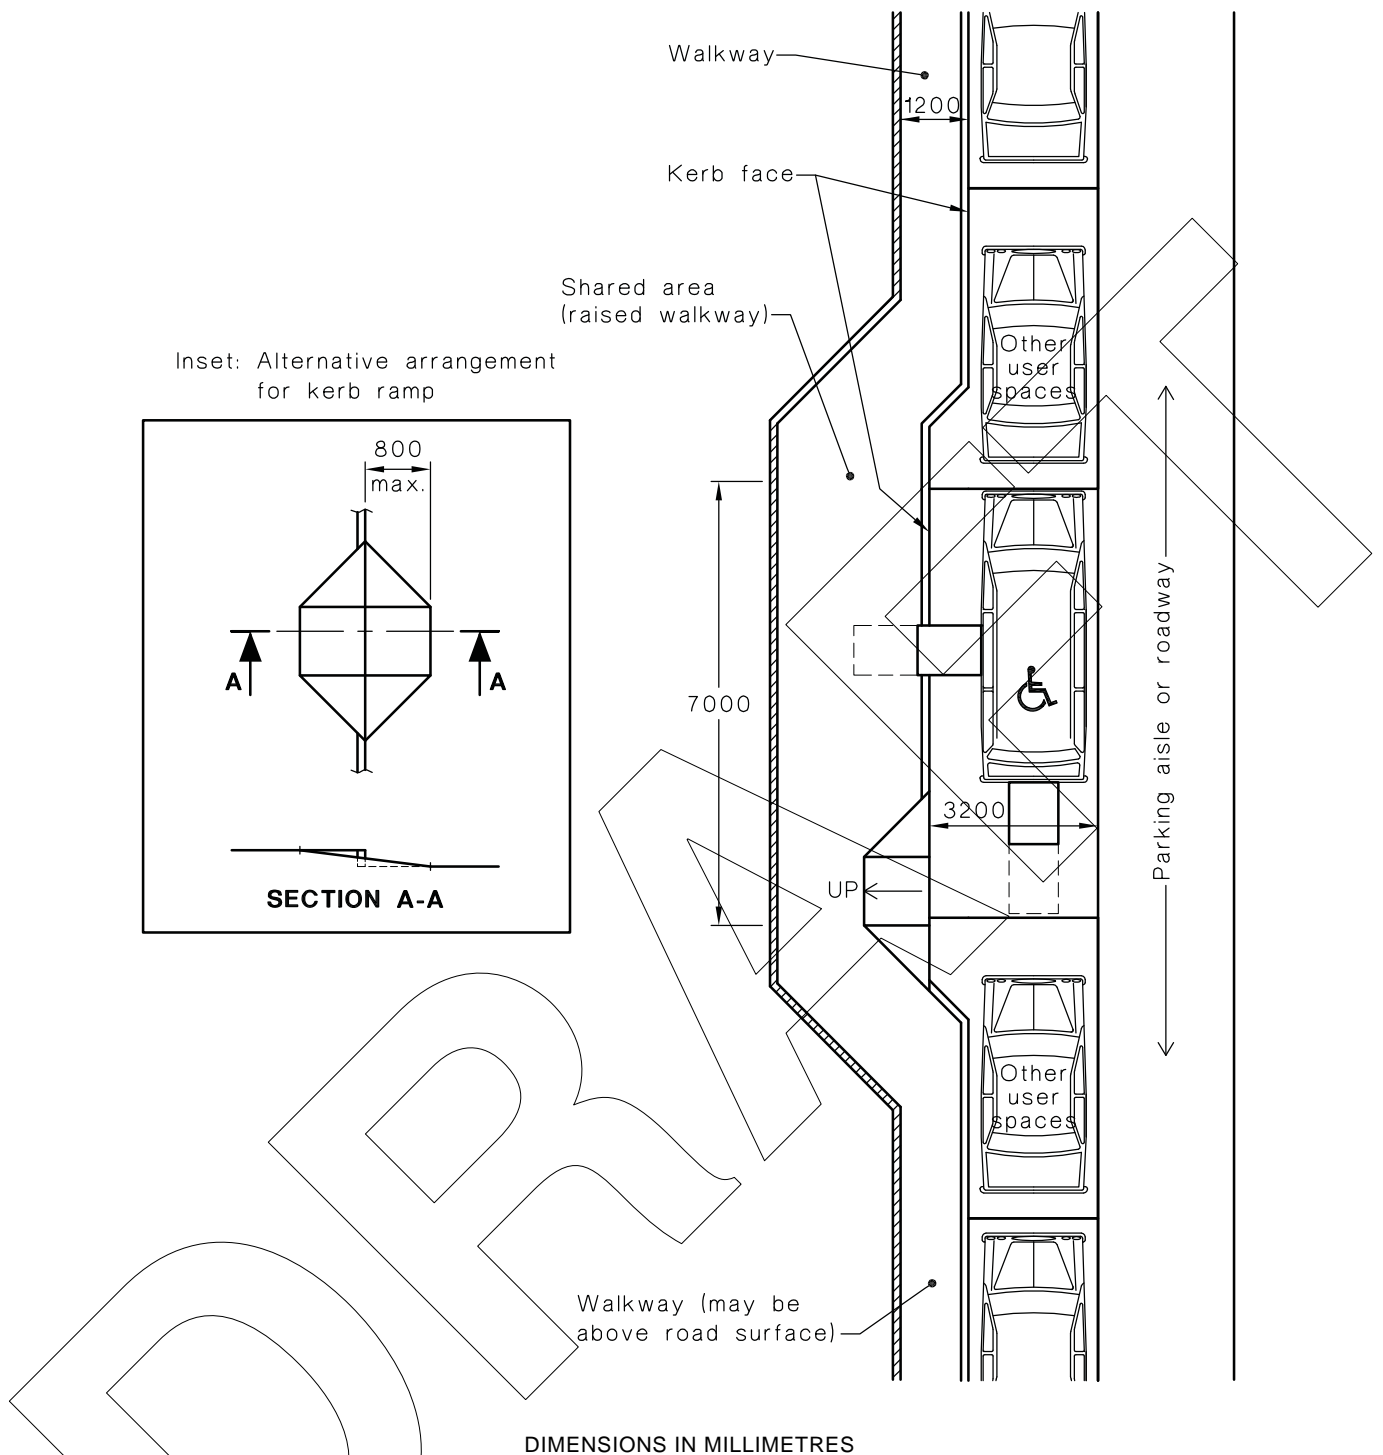 Walkway
1200
Kerb face
Shared area
(raised walkway)
Inset: Alternative arrangement
for kerb ramp
800
max.
A
A
SECTION A-A
Other
user
spaces
7000
3200
UP
Parking aisle or roadway
Other
user
spaces
Walkway (may be
above road surface)
DRAFT
DIMENSIONS IN MILLIMETRES